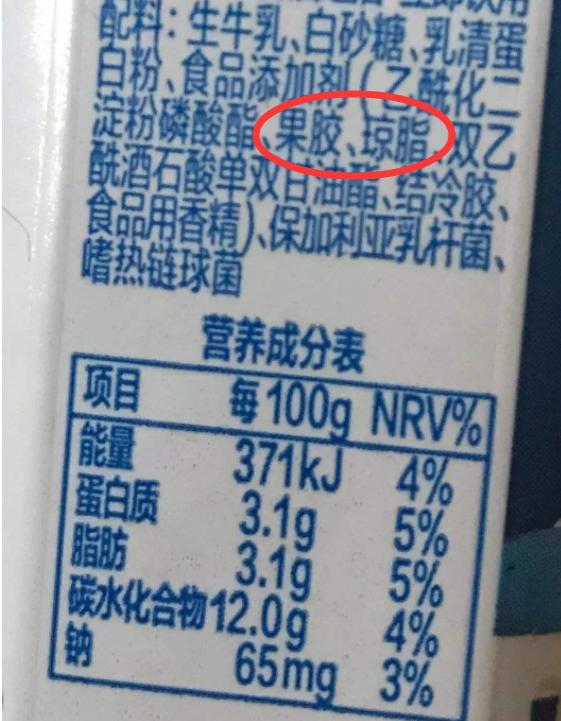 配料：生牛乳、白砂糖、乳清蛋
白粉、食品添加剂（乙酰化二
淀粉磷酸酯、果胶、琼脂、双乙
酰酒石酸单双甘油酯、结冷胶、
食品用香精）、保加利亚乳杆菌、
嗜热链球菌
营养成分表
项目 每100g NRV%
能量 371kJ 4%
蛋白质 3.1g 5%
脂肪 3.1g 5%
碳水化合物 12.0g 4%
钠 65mg 3%